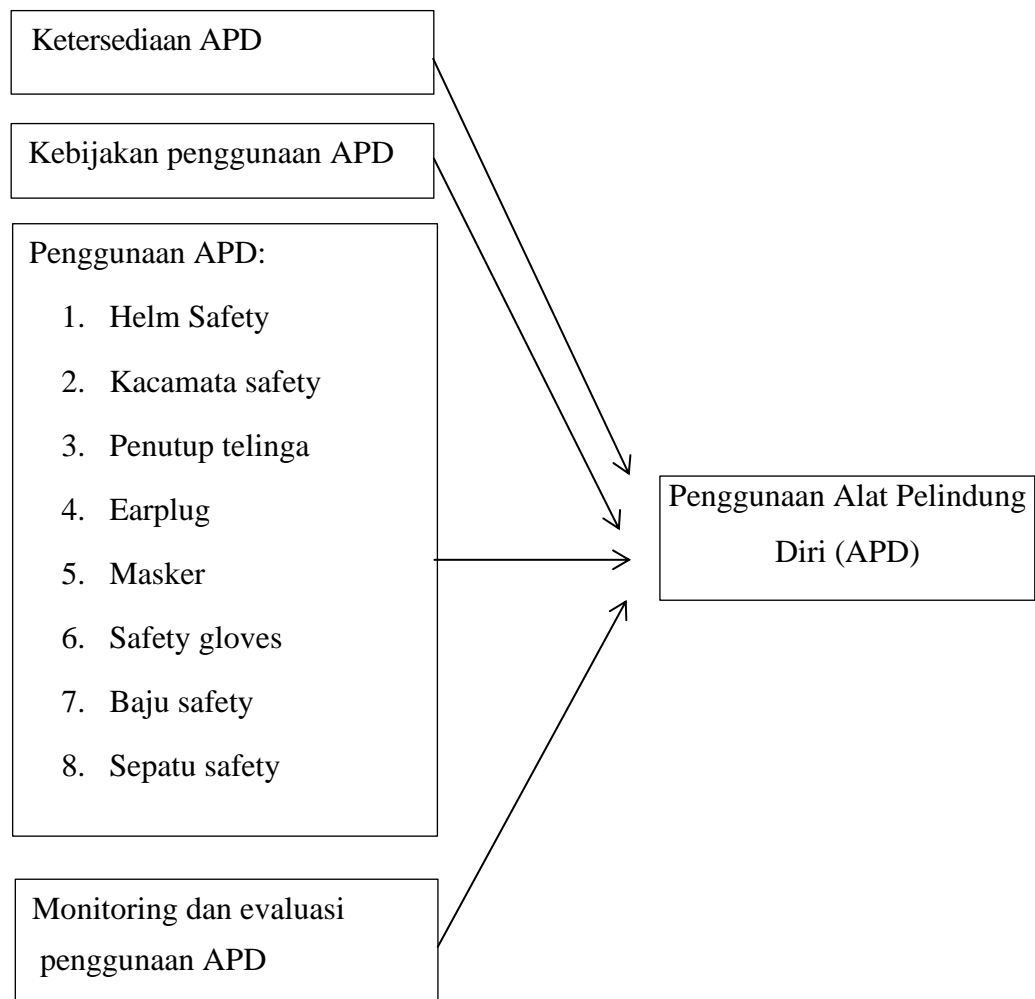 Ketersediaan APD
Kebijakan penggunaan APD
Penggunaan APD:
1. Helm Safety
2. Kacamata safety
3. Penutup telinga
4. Earplug
5. Masker
6. Safety gloves
7. Baju safety
8. Sepatu safety
Monitoring dan evaluasi
penggunaan APD
Penggunaan Alat Pelindung
Diri (APD)